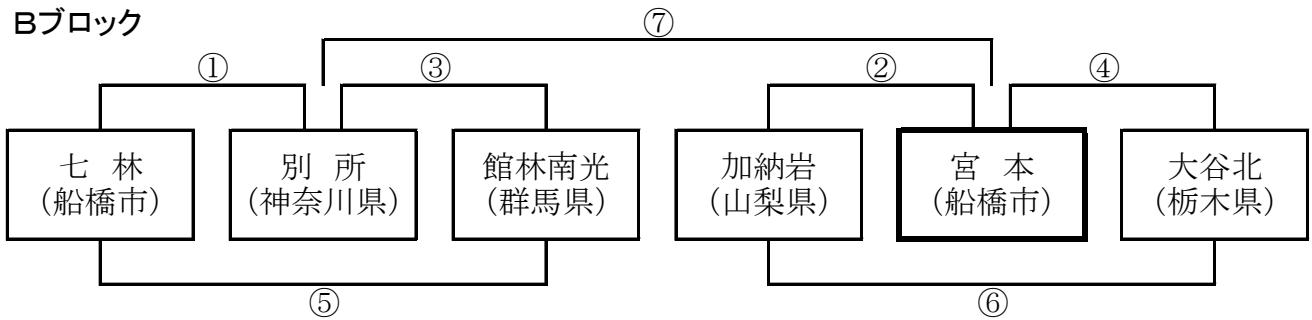 Bブロック
⑦
① ③ ② ④
七 林 別 所 館林南光 加納岩 宮 本 大谷北
(船橋市) (神奈川県) (群馬県) (山梨県) (船橋市) (栃木県)
⑤ ⑥